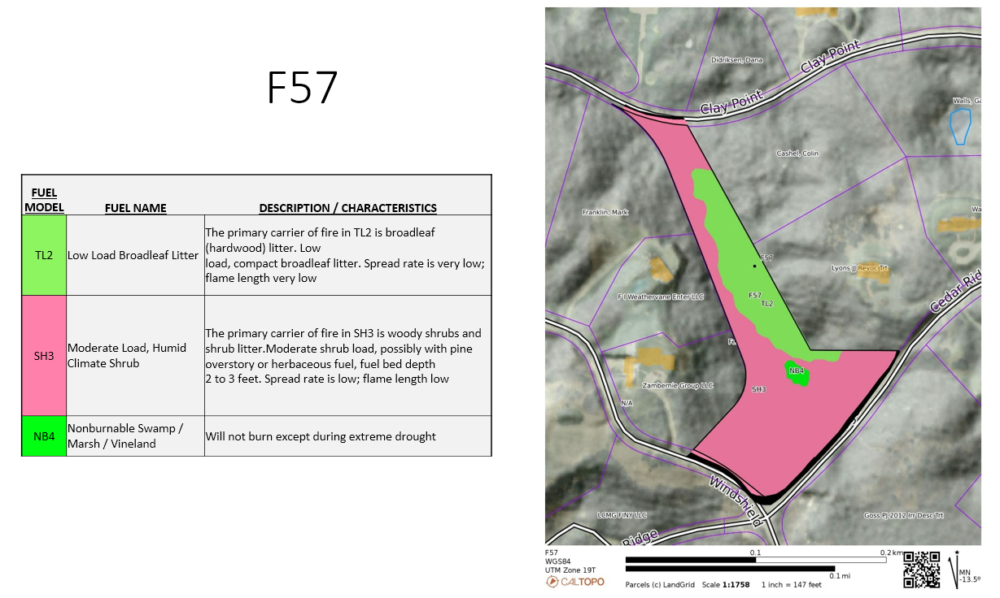 F57
FUEL
MODEL
FUEL NAME
DESCRIPTION / CHARACTERISTICS
TL2
Low Load Broadleaf Litter
The primary carrier of fire in TL2 is broadleaf
(hardwood) litter. Low
load, compact broadleaf litter. Spread rate is very low;
flame length very low
SH3
Moderate Load, Humid
Climate Shrub
The primary carrier of fire in SH3 is woody shrubs and
shrub litter.Moderate shrub load, possibly with pine
overstory or herbaceous fuel, fuel bed depth
2 to 3 feet. Spread rate is low; flame length low
NB4
Nonburnable Swamp /
Marsh / Vineland
Will not burn except during extreme drought
Didriksen, Dana
Clay Point
Clay Point
Walls, Ga
Cashel, Colin
Franklin, Mark
Wa
F57
Lyons JJ Revoc Trt
Cedar Rid
F I Weathervane Enter LLC
F57
TL2
NB4
Zambernie Group LLC
SH3
N/A
Windshield
LCMG FINY LLC
Goss PJ 2012 Irr Desc Trt
Ridge
F57
WGS84
UTM Zone 19T
CALTOPO
0.1
0.2 km
0.1 mi
Parcels (c) LandGrid Scale 1:1758 1 inch = 147 feet
MN
-13.5°